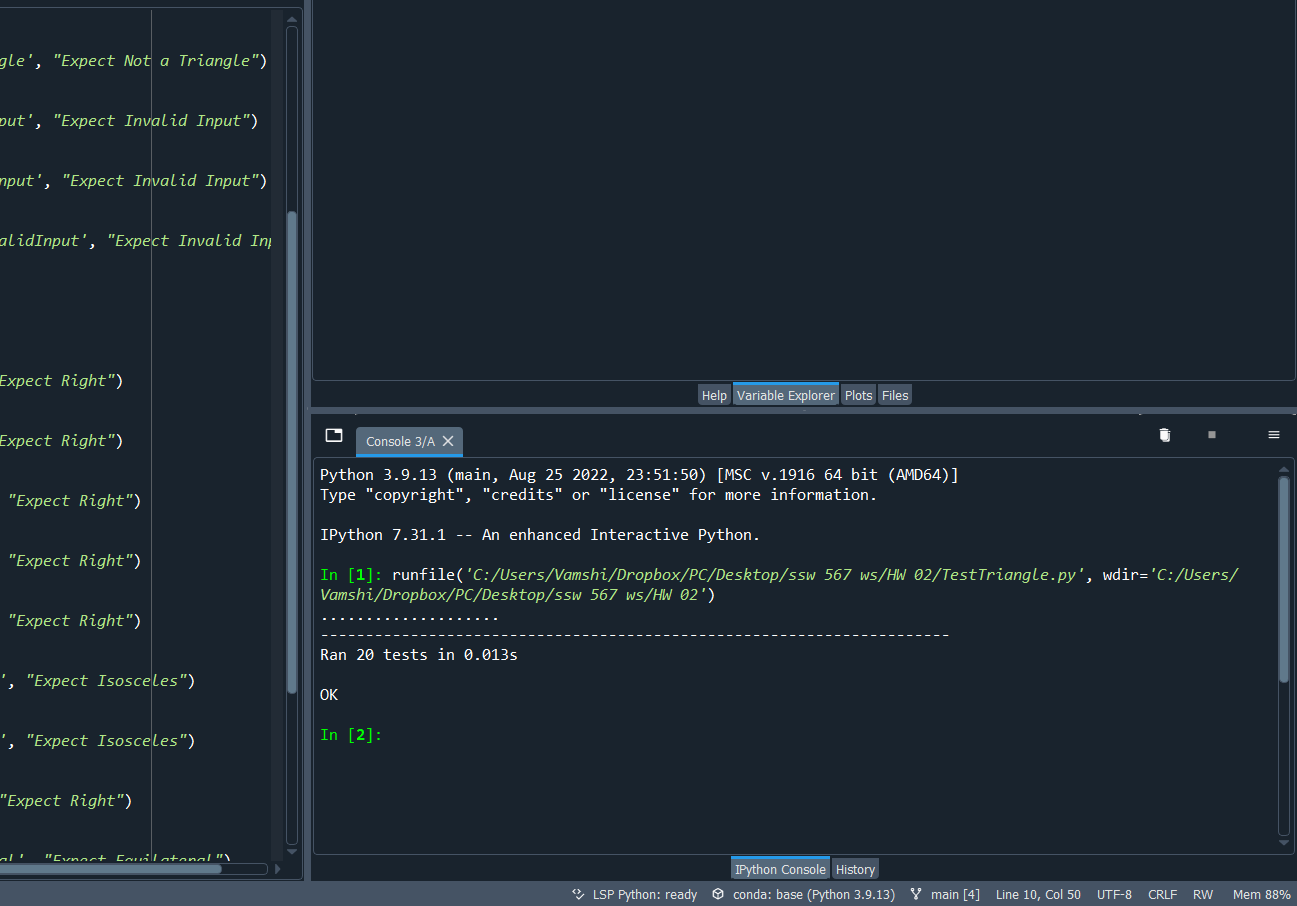 gle', "Expect Not a Triangle")
put', "Expect Invalid Input")
nput', "Expect Invalid Input")
alidInput', "Expect Invalid Inp
Expect Right")
Expect Right")
"Expect Right")
"Expect Right")
"Expect Right")
', "Expect Isosceles")
', "Expect Isosceles")
"Expect Right")
al', "Expect Equilateral")
Help Variable Explorer Plots Files
Console 3/A
Python 3.9.13 (main, Aug 25 2022, 23:51:50) [MSC v.1916 64 bit (AMD64)]
Type "copyright", "credits" or "license" for more information.
IPython 7.31.1 -- An enhanced Interactive Python.
In [1]: runfile('C:/Users/Vamshi/Dropbox/PC/Desktop/ssw 567 ws/HW 02/TestTriangle.py', wdir='C:/Users/
Vamshi/Dropbox/PC/Desktop/ssw 567 ws/HW 02')
....................
----------------------------------------------------------------------
Ran 20 tests in 0.013s
OK
In [2]:
IPython Console History
LSP Python: ready conda: base (Python 3.9.13) main [4] Line 10, Col 50 UTF-8 CRLF RW Mem 88%